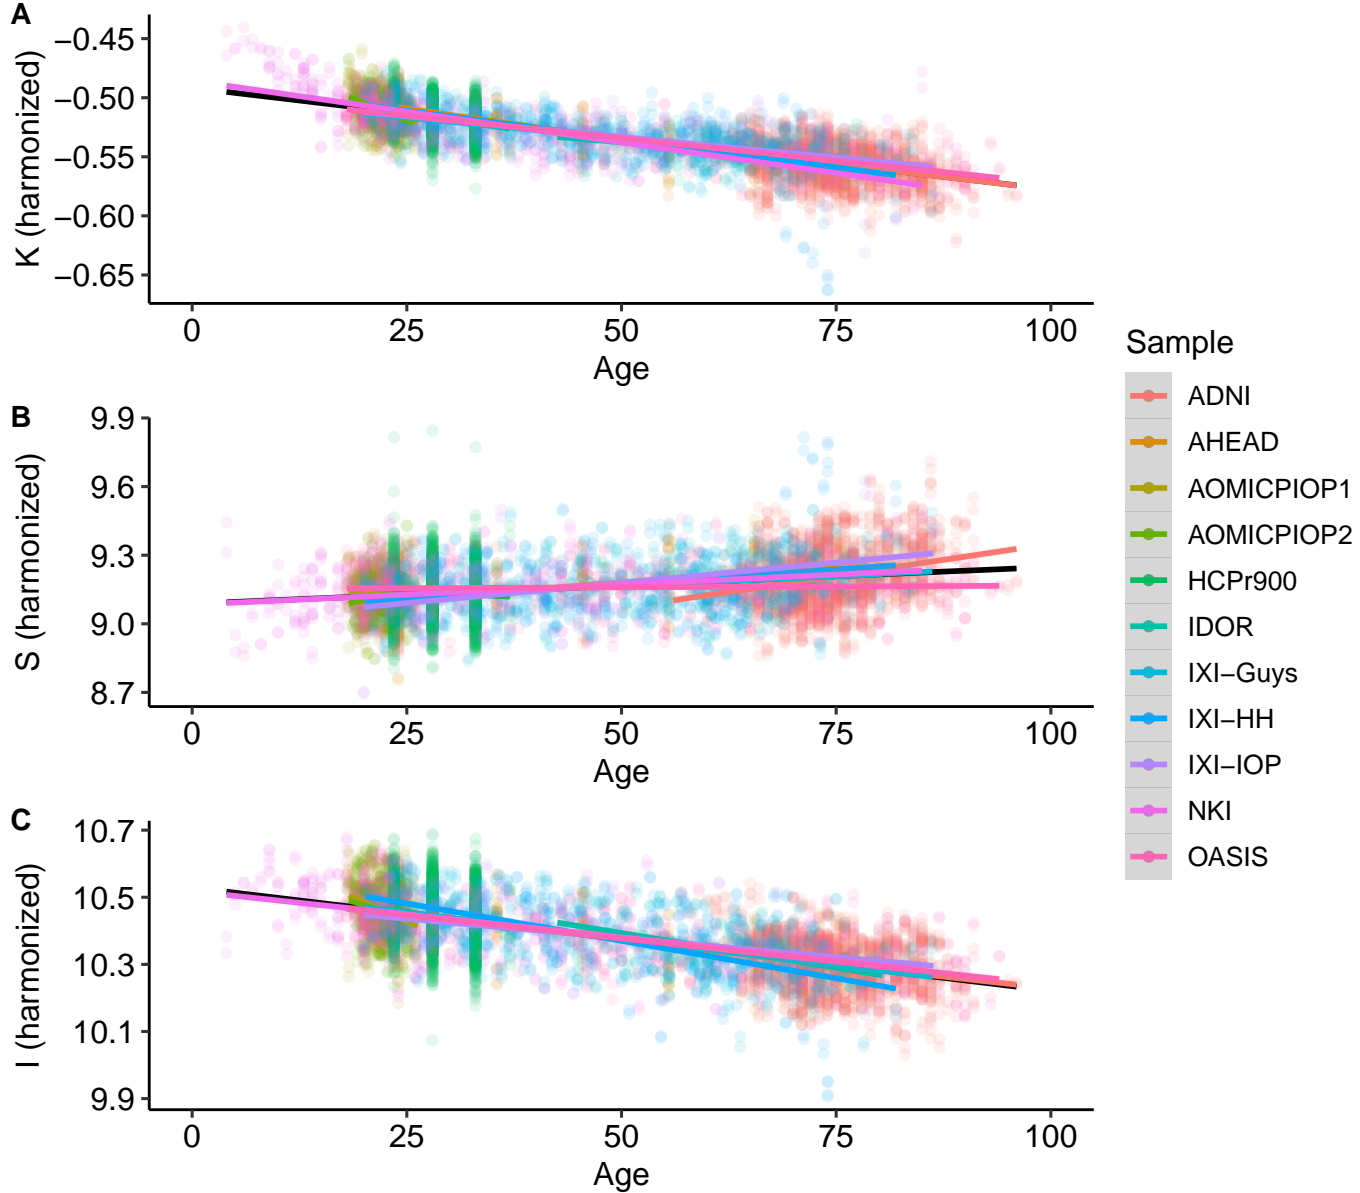 A
K (harmonized)
−0.45
−0.50
−0.55
−0.60
−0.65
0 25 50 75 100
Age
B
S (harmonized)
9.9
9.6
9.3
9.0
8.7
0 25 50 75 100
Age
C
I (harmonized)
10.7
10.5
10.3
10.1
9.9
0 25 50 75 100
Age
Sample
ADNI
AHEAD
AOMICPIOP1
AOMICPIOP2
HCPr900
IDOR
IXI−Guys
IXI−HH
IXI−IOP
NKI
OASIS